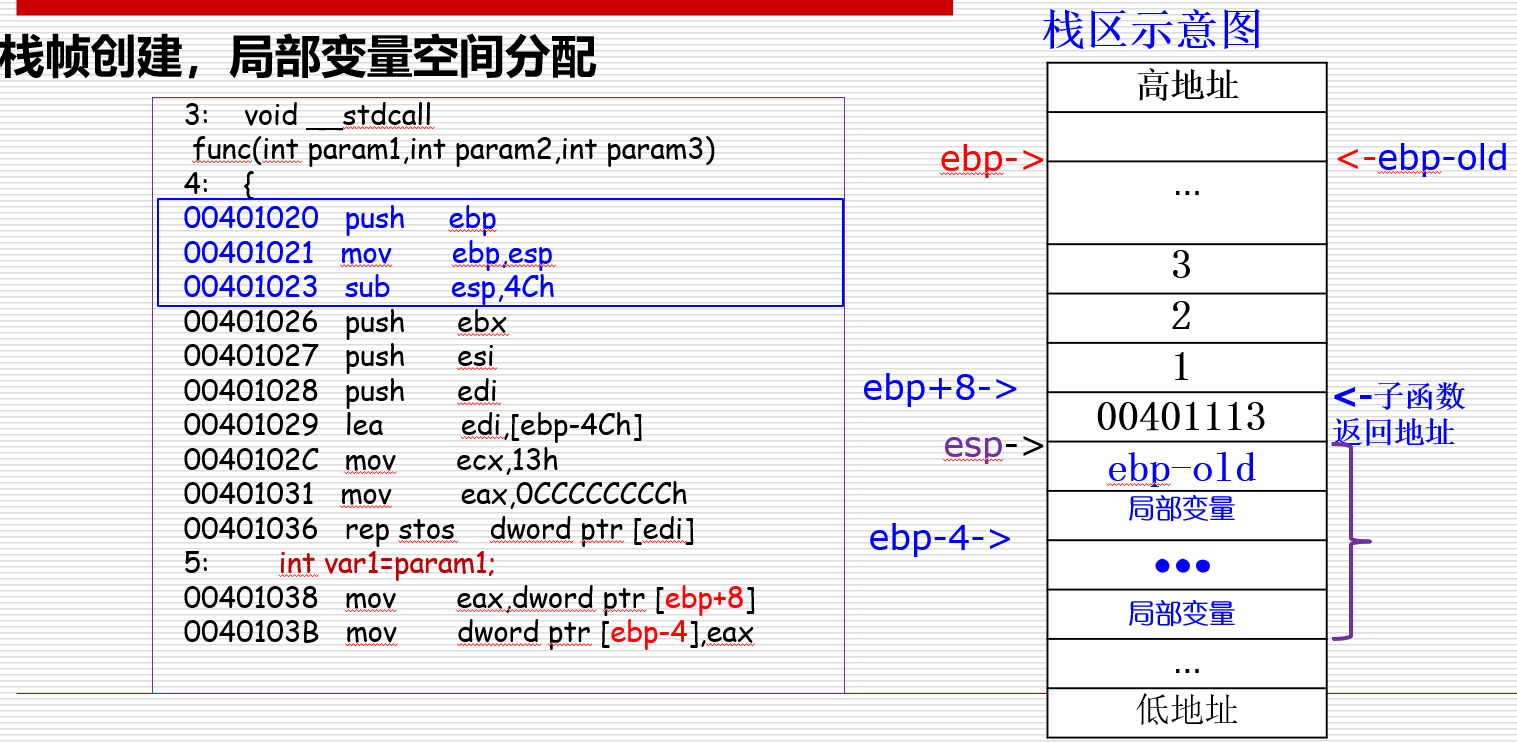 栈帧创建，局部变量空间分配
3: void __stdcall
func(int param1,int param2,int param3)
4: {
00401020 push ebp
00401021 mov ebp,esp
00401023 sub esp,4Ch
00401026 push ebx
00401027 push esi
00401028 push edi
00401029 lea edi,[ebp-4Ch]
0040102C mov ecx,13h
00401031 mov eax,0CCCCCCCCh
00401036 rep stos dword ptr [edi]
5: int var1=param1;
00401038 mov eax,dword ptr [ebp+8]
0040103B mov dword ptr [ebp-4],eax
栈区示意图
高地址
ebp->
<-ebp-old
...
3
2
1
ebp+8->
<-子函数
返回地址
00401113
esp->
ebp-old
局部变量
ebp-4->
•••
局部变量
...
低地址